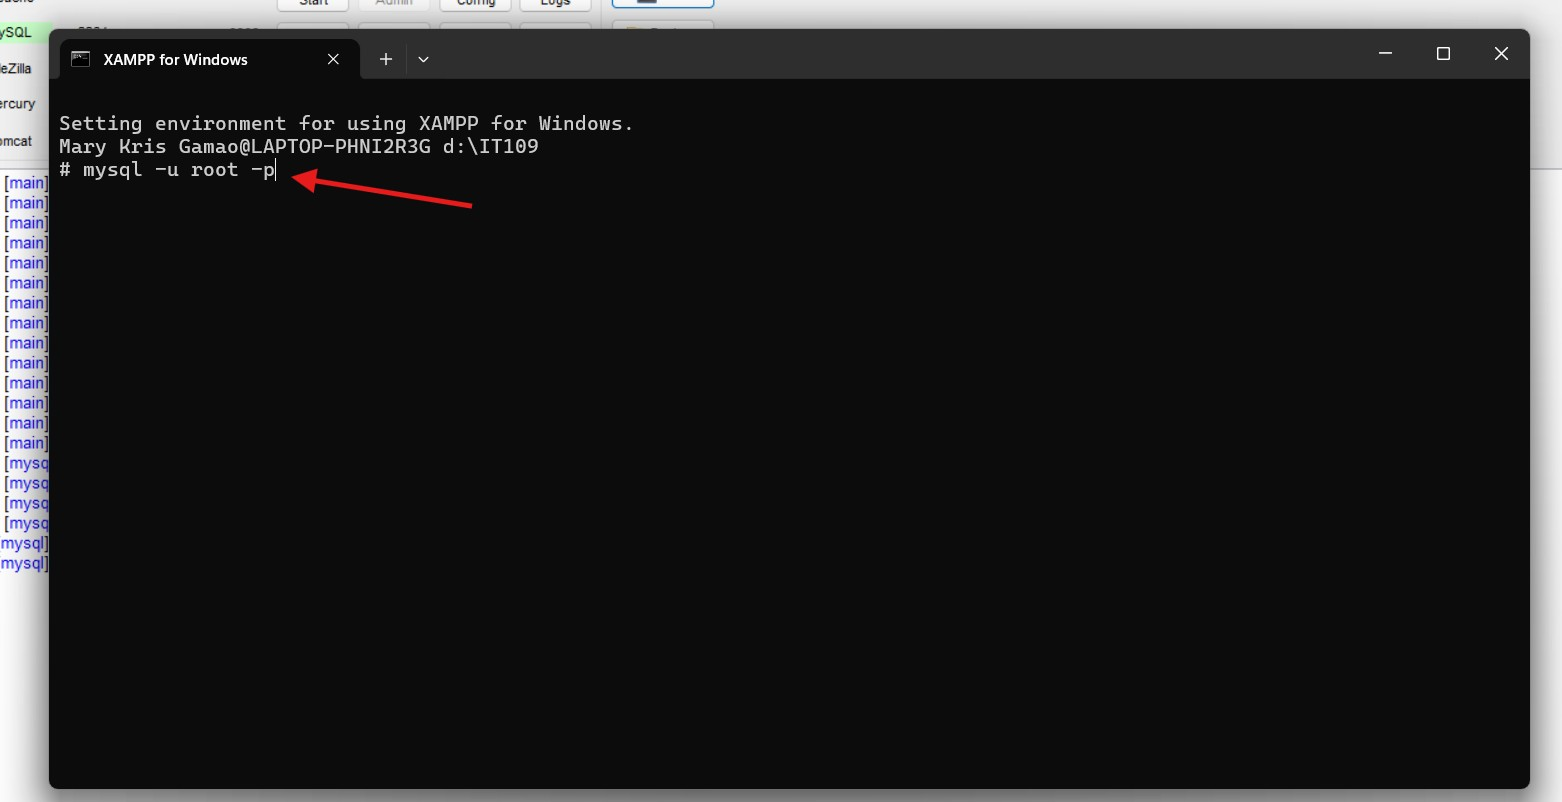 Start Admin Config Logs
XAMPP for Windows
Setting environment for using XAMPP for Windows.
Mary Kris Gamao@LAPTOP-PHNI2R3G d:\IT109
# mysql -u root -p
ySQL
eZilla
ercury
omcat
[main]
[main]
[main]
[main]
[main]
[main]
[main]
[main]
[main]
[main]
[main]
[main]
[main]
[main]
[mysq
[mysq
[mysq
[mysq
mysql]
mysql]